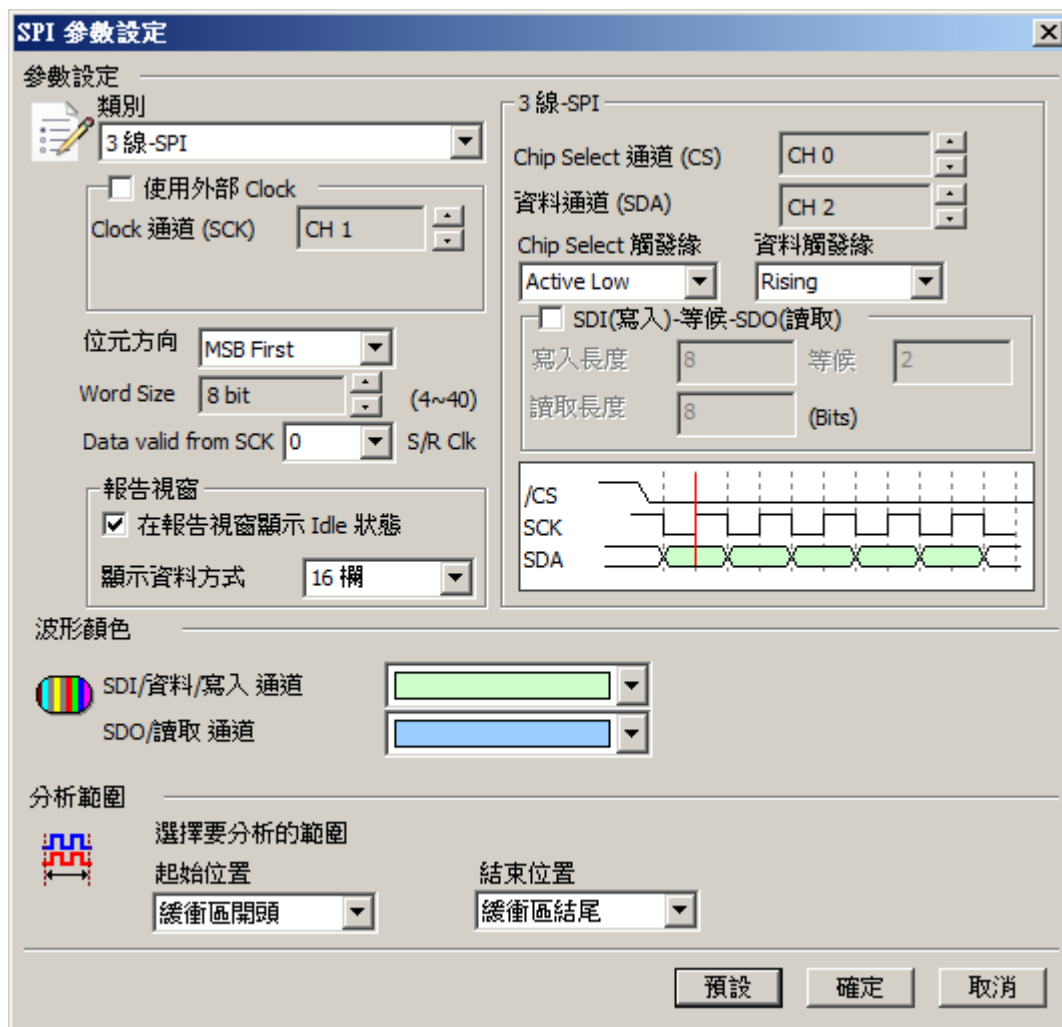 SPI 參數設定
參數設定
類別
3 線-SPI
使用外部 Clock
Clock 通道 (SCK) CH 1
位元方向 MSB First
Word Size 8 bit (4~40)
Data valid from SCK 0 S/R Clk
報告視窗
在報告視窗顯示 Idle 狀態
顯示資料方式 16 欄
3 線-SPI
Chip Select 通道 (CS) CH 0
資料通道 (SDA) CH 2
Chip Select 觸發緣 資料觸發緣
Active Low Rising
SDI(寫入)-等候-SDO(讀取)
寫入長度 8 等候 2
讀取長度 8 (Bits)
/CS
SCK
SDA
波形顏色
SDI/資料/寫入 通道
SDO/讀取 通道
分析範圍
選擇要分析的範圍
起始位置 結束位置
緩衝區開頭 緩衝區結尾
預設 確定 取消